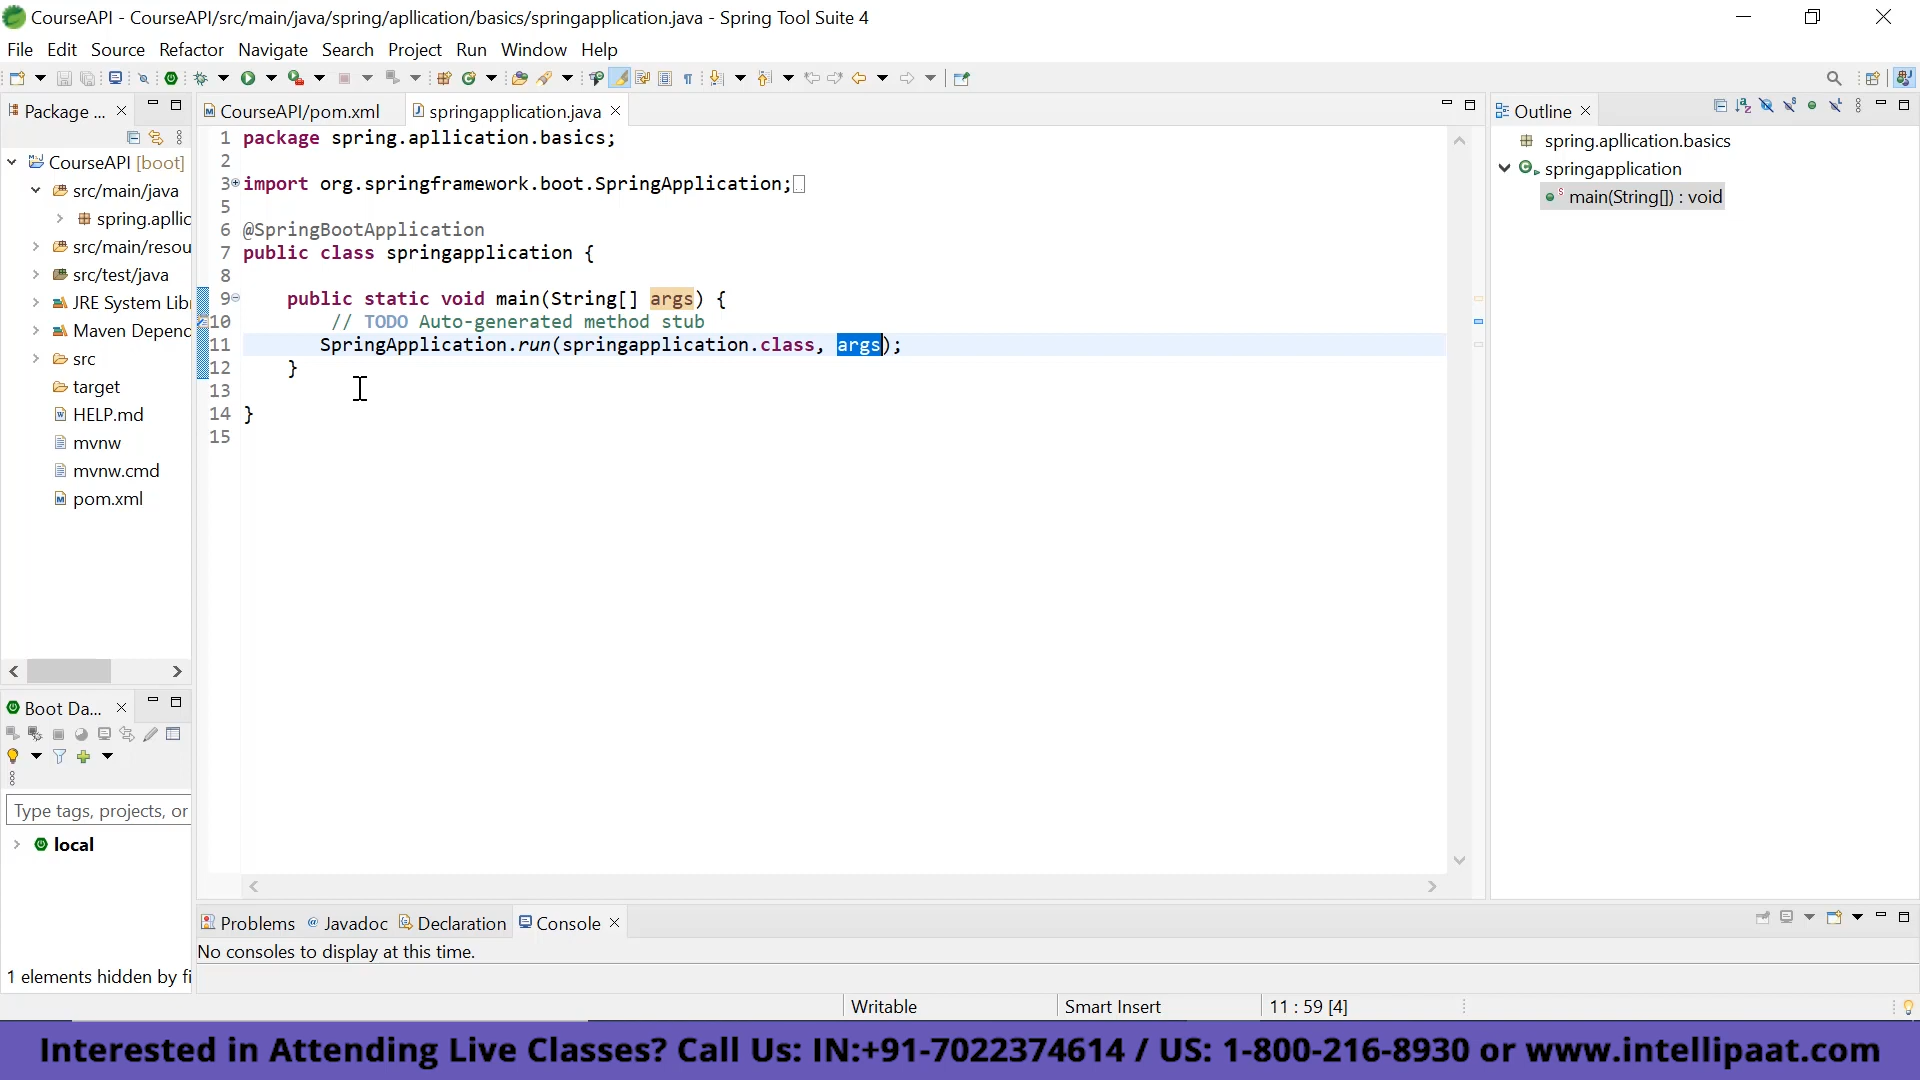 CourseAPI - CourseAPI/src/main/java/spring/apllication/basics/springapplication.java - Spring Tool Suite 4
File Edit Source Refactor Navigate Search Project Run Window Help
Package ...
CourseAPI/pom.xml
springapplication.java
Outline
CourseAPI [boot]
src/main/java
spring.apllic
src/main/resou
src/test/java
JRE System Libr
Maven Depend
src
target
HELP.md
mvnw
mvnw.cmd
pom.xml
1 package spring.apllication.basics;
2
3 import org.springframework.boot.SpringApplication;
5
6 @SpringBootApplication
7 public class springapplication {
8
9 public static void main(String[] args) {
10 // TODO Auto-generated method stub
11 SpringApplication.run(springapplication.class, args);
12 }
13
14 }
15
spring.apllication.basics
springapplication
main(String[]) : void
Boot Da...
Type tags, projects, or
local
1 elements hidden by fi
Problems Javadoc Declaration Console
No consoles to display at this time.
Writable Smart Insert 11 : 59 [4]
Interested in Attending Live Classes? Call Us: IN:+91-7022374614 / US: 1-800-216-8930 or www.intellipaat.com